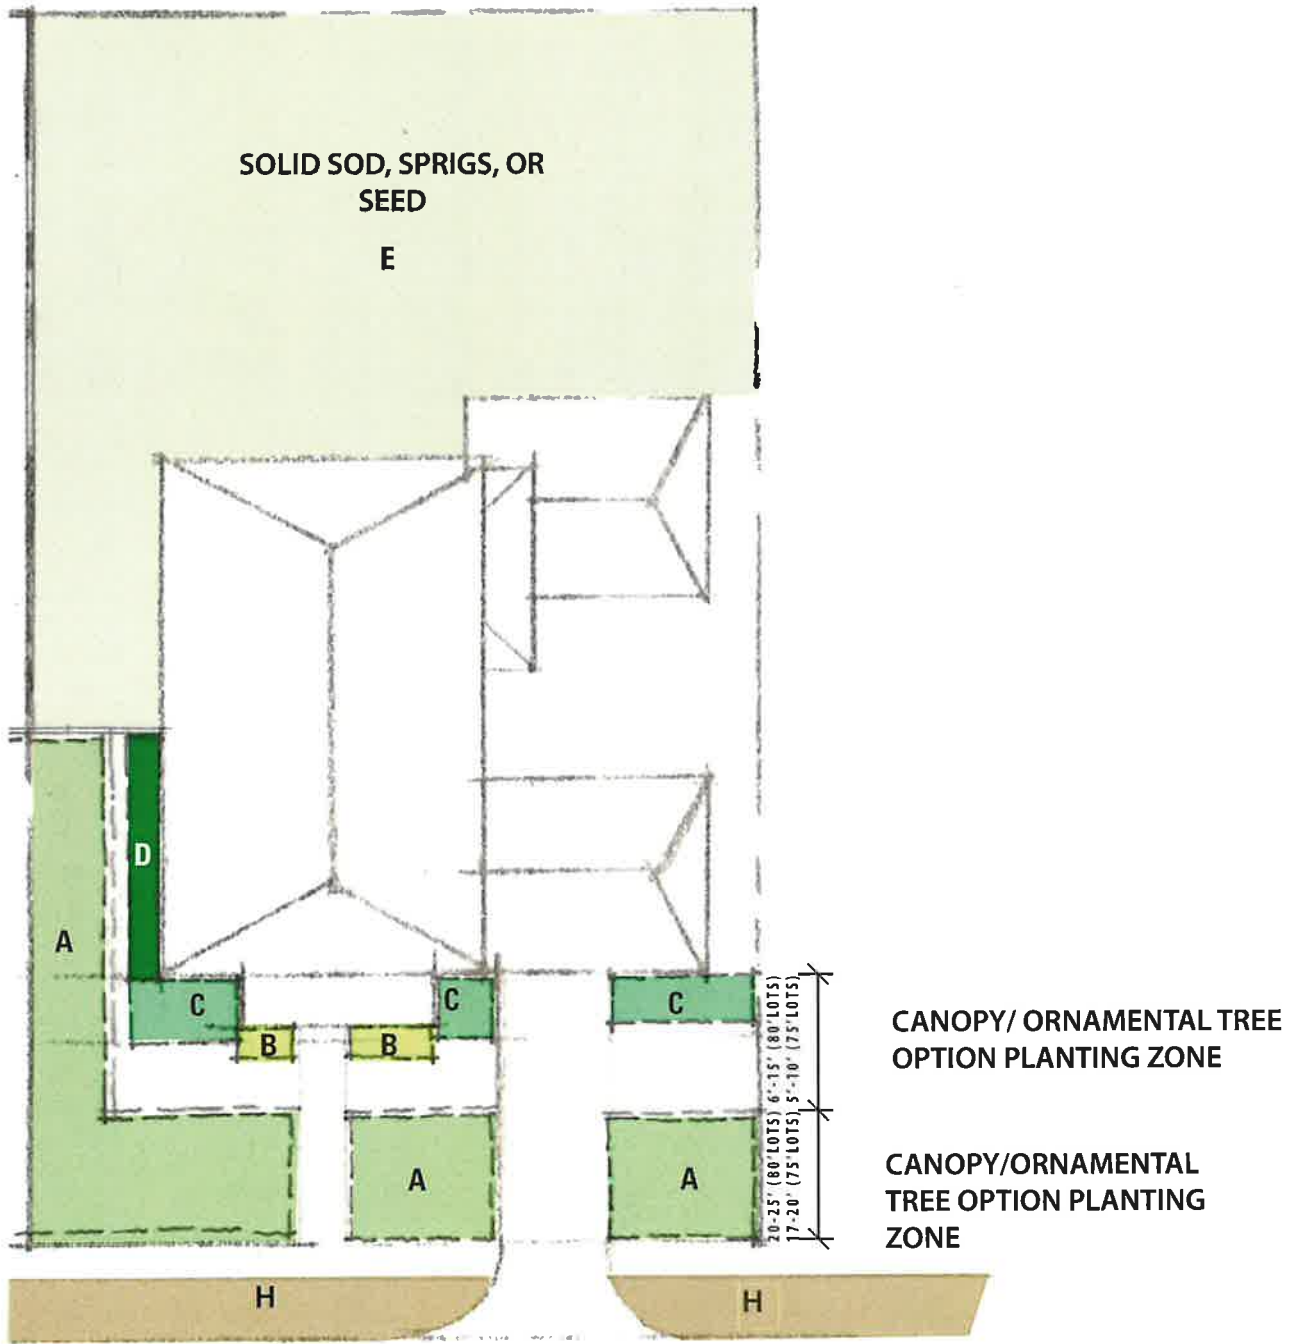 SOLID SOD, SPRIGS, OR
SEED
E
D
A
C
C
C
B
B
6'-15' (80'LOTS)
5'-10' (75'LOTS)
CANOPY/ ORNAMENTAL TREE
OPTION PLANTING ZONE
A
A
20-25' (80'LOTS)
17-20' (75'LOTS)
CANOPY/ORNAMENTAL
TREE OPTION PLANTING
ZONE
H
H